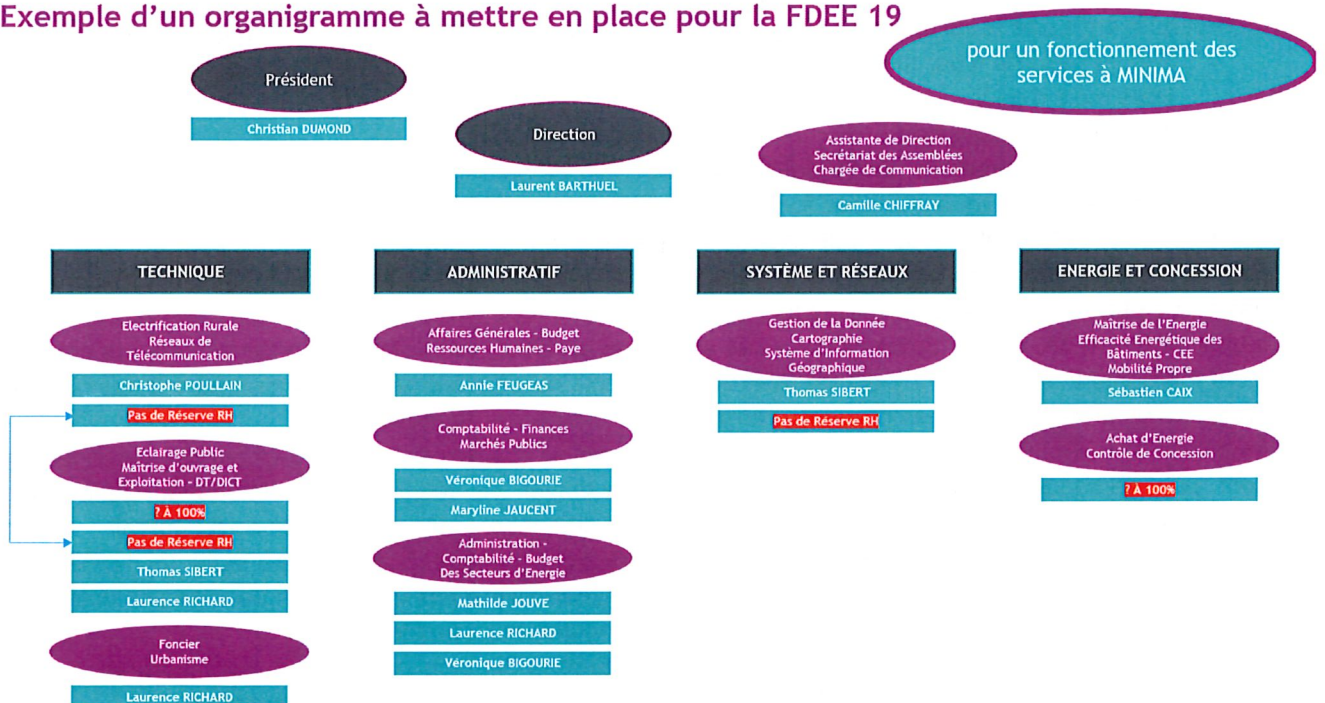 Exemple d'un organigramme à mettre en place pour la FDEE 19
pour un fonctionnement des
services à MINIMA
Président
Christian DUMOND
Direction
Laurent BARTHUEL
Assistante de Direction
Secrétariat des Assemblées
Chargée de Communication
Camille CHIFFRAY
TECHNIQUE
Electrification Rurale
Réseaux de
Télécommunication
Christophe POULLAIN
Pas de Réserve RH
Eclairage Public
Maîtrise d'ouvrage et
Exploitation - DT/DICT
? À 100%
Pas de Réserve RH
Thomas SIBERT
Laurence RICHARD
Foncier
Urbanisme
Laurence RICHARD
ADMINISTRATIF
Affaires Générales - Budget
Ressources Humaines - Paye
Annie FEUGEAS
Comptabilité - Finances
Marchés Publics
Véronique BIGOURIE
Maryline JAUCENT
Administration -
Comptabilité - Budget
Des Secteurs d'Energie
Mathilde JOUVE
Laurence RICHARD
Véronique BIGOURIE
SYSTÈME ET RÉSEAUX
Gestion de la Donnée
Cartographie
Système d'Information
Géographique
Thomas SIBERT
Pas de Réserve RH
ENERGIE ET CONCESSION
Maîtrise de l'Energie
Efficacité Energétique des
Bâtiments - CEE
Mobilité Propre
Sébastien CAIX
Achat d'Energie
Contrôle de Concession
? À 100%